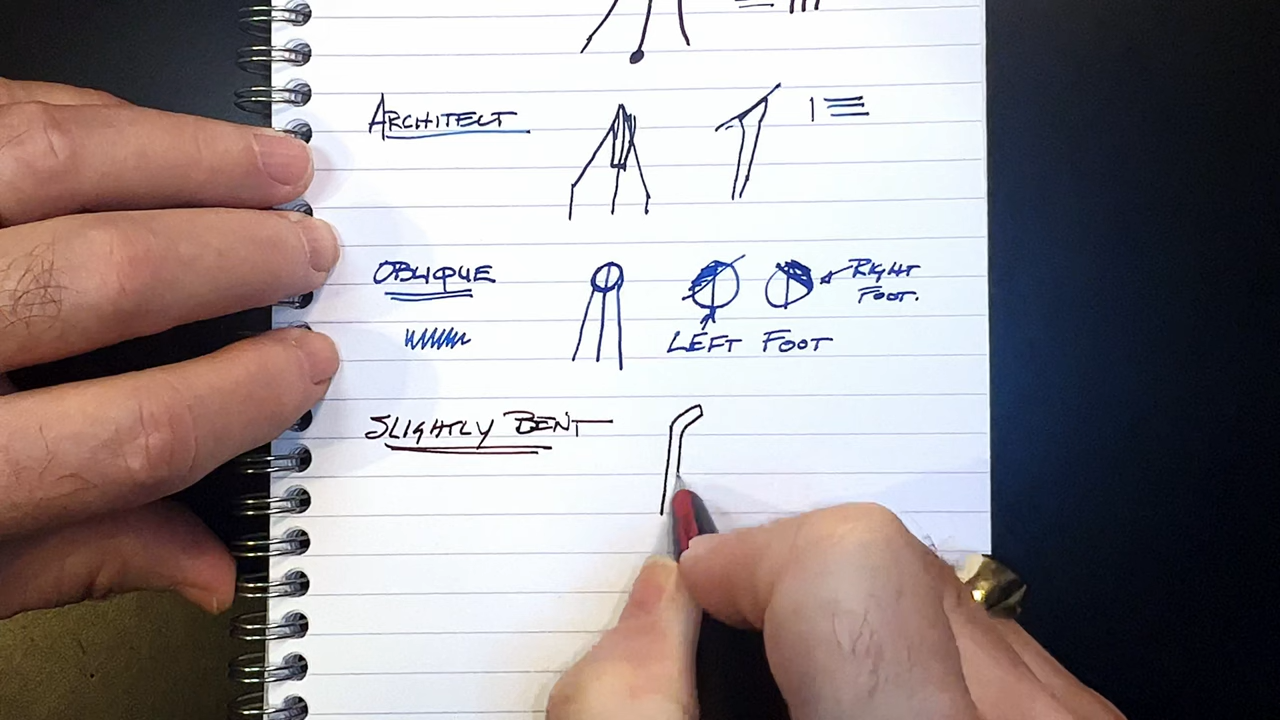 ARCHITECT
OBLIQUE
RIGHT
FOOT.
LEFT FOOT
SLIGHTLY BENT